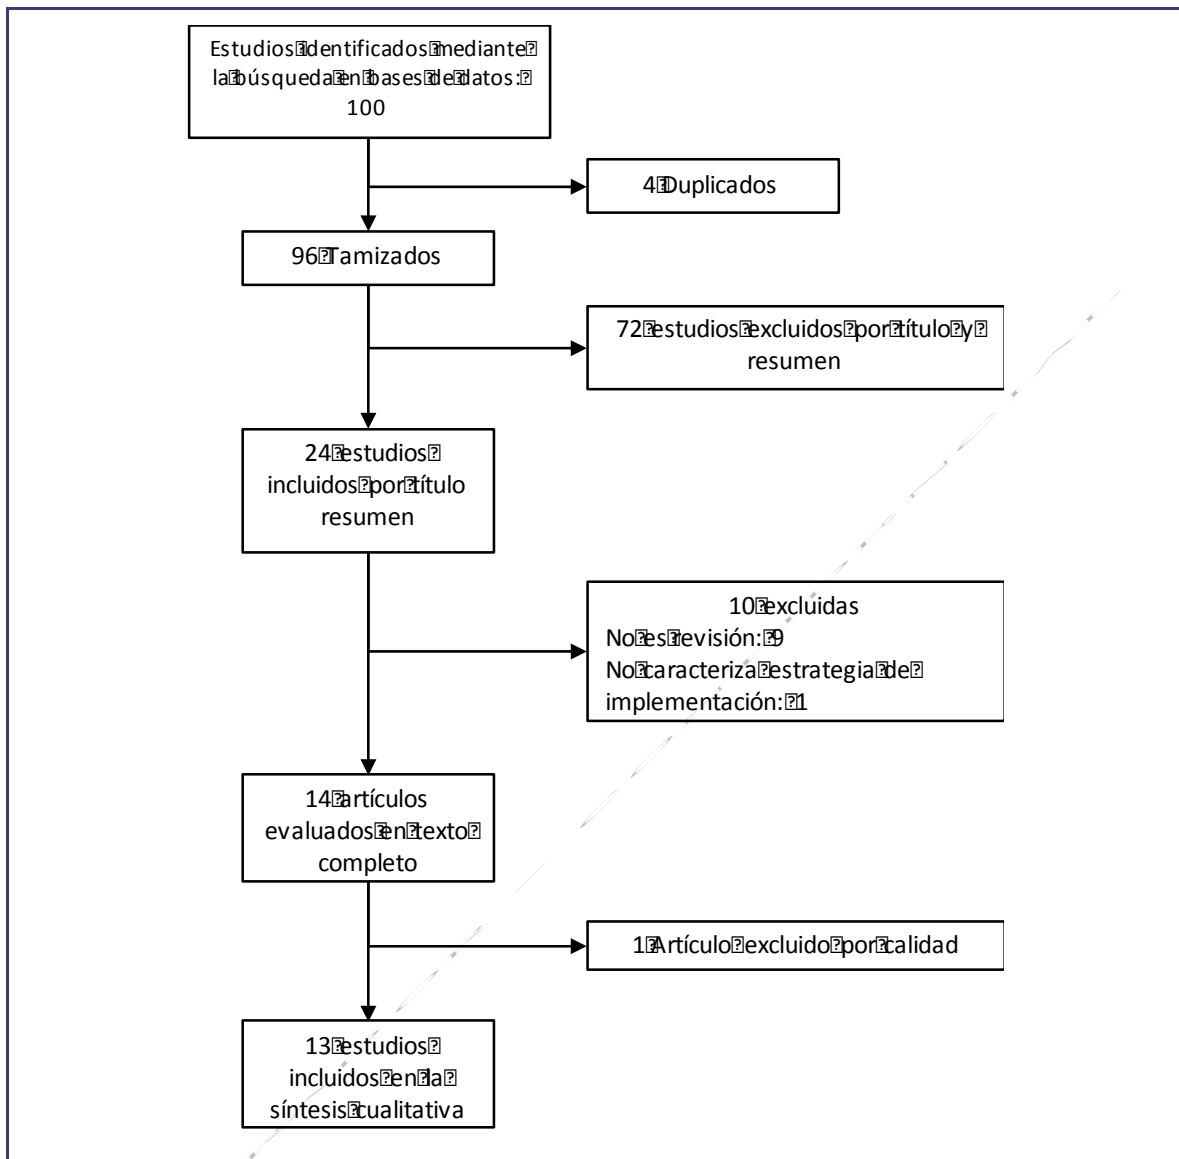 Estudios identificados mediante
la búsqueda en bases de datos:
100
4 Duplicados
96 Tamizados
72 estudios excluidos por título y
resumen
24 estudios
incluidos por título
resumen
10 excluidas
No es revisión: 9
No caracteriza estrategia de
implementación: 1
14 artículos
evaluados en texto
completo
1 Artículo excluido por calidad
13 estudios
incluidos en la
síntesis cualitativa